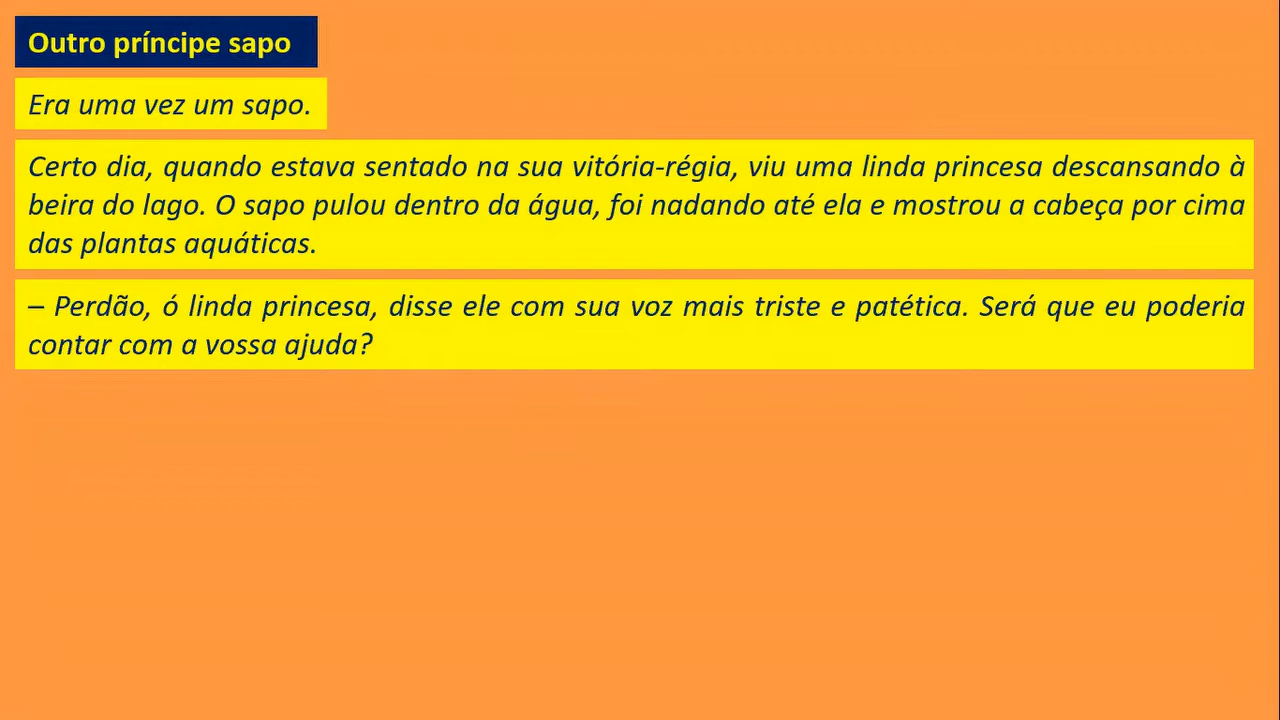 Outro príncipe sapo
Era uma vez um sapo.
Certo dia, quando estava sentado na sua vitória-régia, viu uma linda princesa descansando à
beira do lago. O sapo pulou dentro da água, foi nadando até ela e mostrou a cabeça por cima
das plantas aquáticas.
– Perdão, ó linda princesa, disse ele com sua voz mais triste e patética. Será que eu poderia
contar com a vossa ajuda?